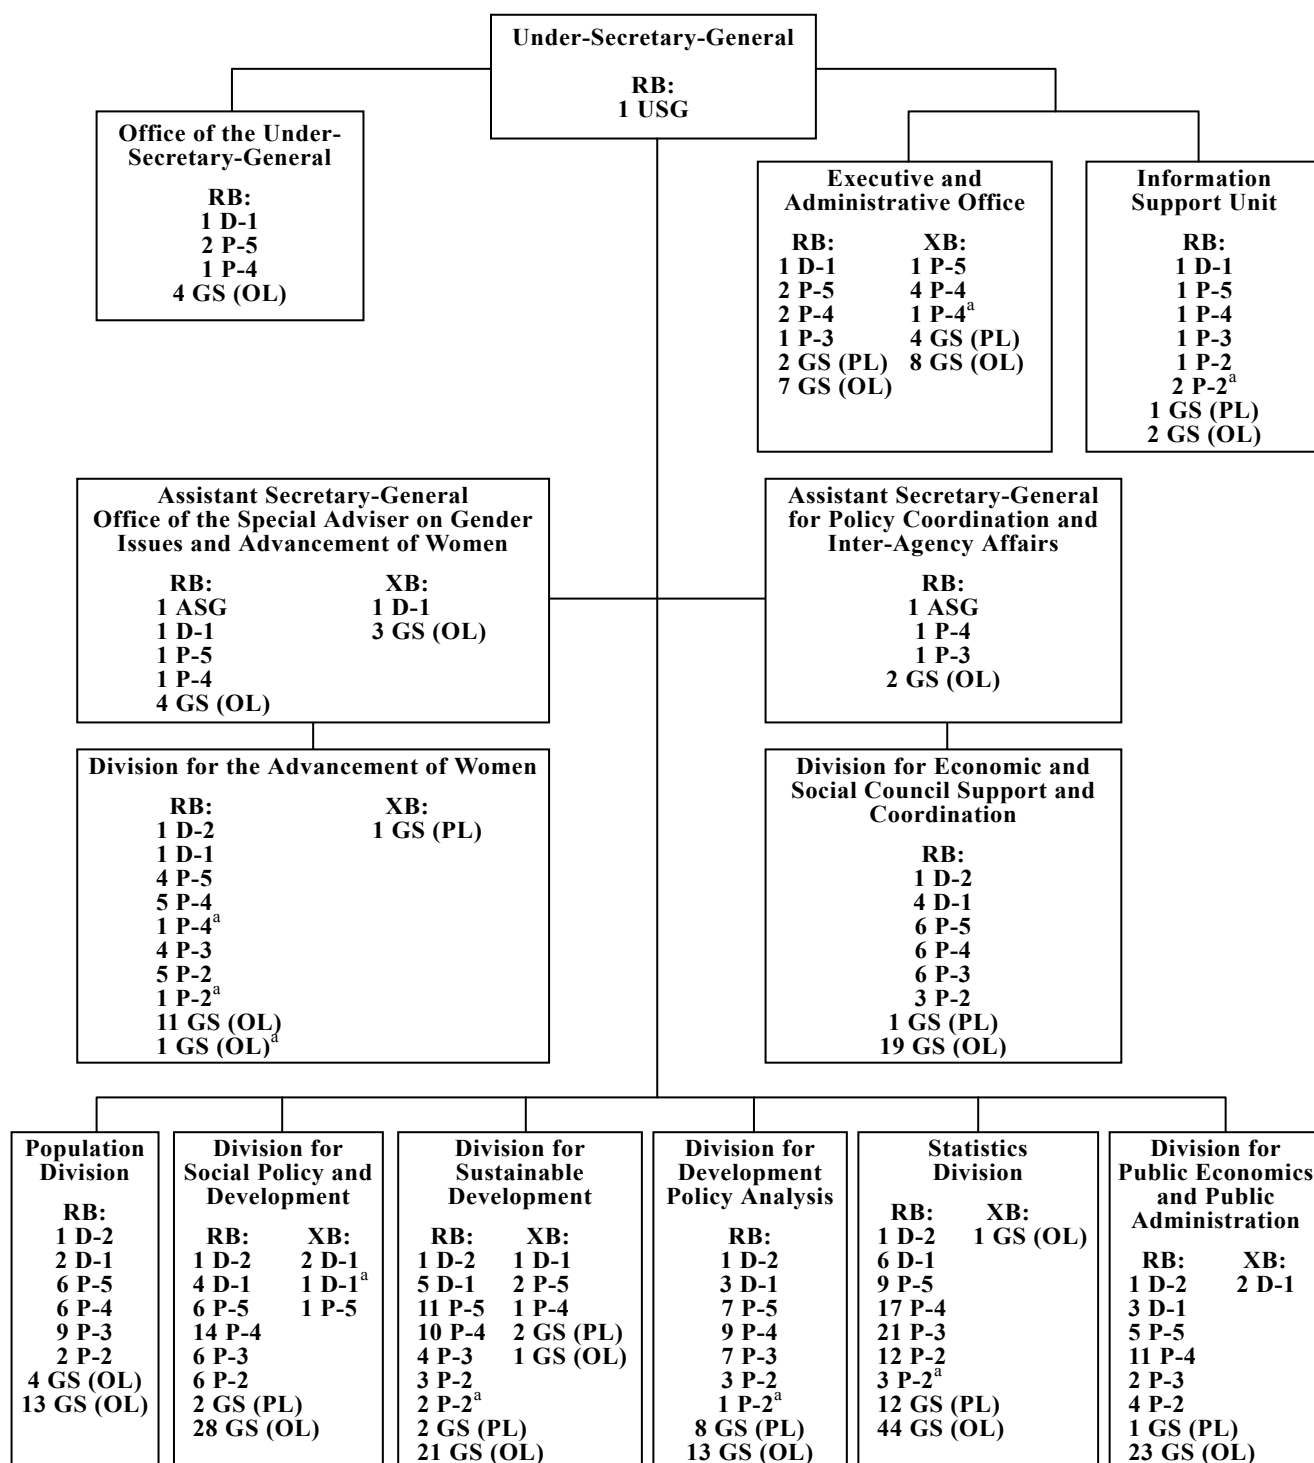 Under-Secretary-General
RB:
1 USG
Office of the Under-
Secretary-General
RB:
1 D-1
2 P-5
1 P-4
4 GS (OL)
Executive and
Administrative Office
RB:
1 D-1
2 P-5
2 P-4
1 P-3
2 GS (PL)
7 GS (OL)
XB:
1 P-5
4 P-4
1 P-4ª
4 GS (PL)
8 GS (OL)
Information
Support Unit
RB:
1 D-1
1 P-5
1 P-4
1 P-3
1 P-2
2 P-2ª
1 GS (PL)
2 GS (OL)
Assistant Secretary-General
Office of the Special Adviser on Gender
Issues and Advancement of Women
RB:
1 ASG
1 D-1
1 P-5
1 P-4
4 GS (OL)
XB:
1 D-1
3 GS (OL)
Assistant Secretary-General
for Policy Coordination and
Inter-Agency Affairs
RB:
1 ASG
1 P-4
1 P-3
2 GS (OL)
Division for the Advancement of Women
RB:
1 D-2
1 D-1
4 P-5
5 P-4
1 P-4ª
4 P-3
5 P-2
1 P-2ª
11 GS (OL)
1 GS (OL)ª
XB:
1 GS (PL)
Division for Economic and
Social Council Support and
Coordination
RB:
1 D-2
4 D-1
6 P-5
6 P-4
6 P-3
3 P-2
1 GS (PL)
19 GS (OL)
Population
Division
RB:
1 D-2
2 D-1
6 P-5
6 P-4
9 P-3
2 P-2
4 GS (OL)
13 GS (OL)
Division for
Social Policy and
Development
RB:
1 D-2
4 D-1
6 P-5
14 P-4
6 P-3
6 P-2
2 GS (PL)
28 GS (OL)
XB:
2 D-1
1 D-1ª
1 P-5
Division for
Sustainable
Development
RB:
1 D-2
5 D-1
11 P-5
10 P-4
4 P-3
3 P-2
2 P-2ª
2 GS (PL)
21 GS (OL)
XB:
1 D-1
2 P-5
1 P-4
2 GS (PL)
1 GS (OL)
Division for
Development
Policy Analysis
RB:
1 D-2
3 D-1
7 P-5
9 P-4
7 P-3
3 P-2
1 P-2ª
8 GS (PL)
13 GS (OL)
Statistics
Division
RB:
1 D-2
6 D-1
9 P-5
17 P-4
21 P-3
12 P-2
3 P-2ª
12 GS (PL)
44 GS (OL)
XB:
1 GS (OL)
Division for
Public Economics
and Public
Administration
RB:
1 D-2
3 D-1
5 P-5
11 P-4
2 P-3
4 P-2
1 GS (PL)
23 GS (OL)
XB:
2 D-1